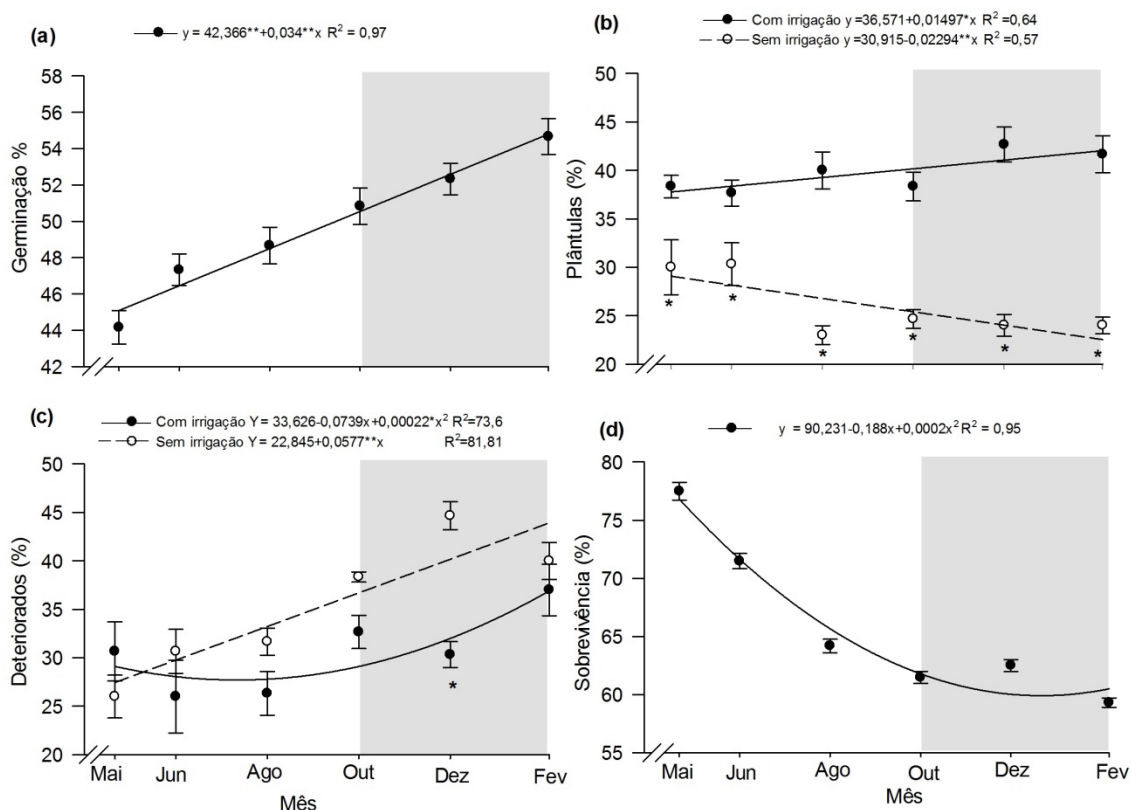 (a)
y = 42,366**+0,034**x R² = 0,97
58
56
54
52
50
48
46
44
42
Germinação %
(b)
Com irrigação y =36,571+0,01497*x R² =0,64
Sem irrigação y =30,915-0,02294**x R² =0,57
50
45
40
35
30
25
20
Plântulas (%)
* * * * * *
(c)
Com irrigação Y = 33,626-0,0739x+0,00022*x² R²=73,6
Sem irrigação Y = 22,845+0,0577**x R²=81,81
50
45
40
35
30
25
20
Deteriorados (%)
*
Mai Jun Ago Out Dez Fev
Mês
(d)
y = 90,231-0,188x+0,0002x² R² = 0,95
80
75
70
65
60
55
Sobrevivência (%)
Mai Jun Ago Out Dez Fev
Mês